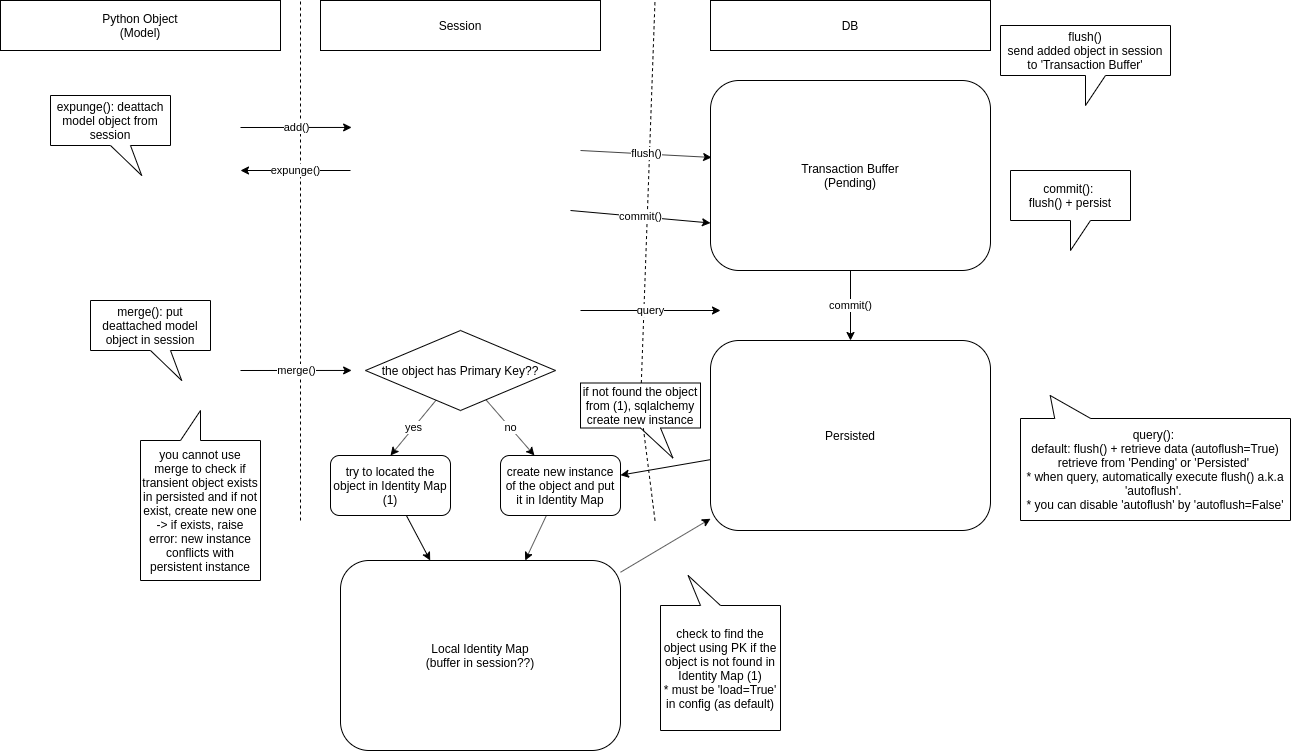 Python Object
(Model)
Session
DB
flush()
send added object in session
to 'Transaction Buffer'
expunge(): deattach
model object from
session
add()
expunge()
flush()
commit()
Transaction Buffer
(Pending)
commit():
flush() + persist
merge(): put
deattached model
object in session
query
commit()
merge()
the object has Primary Key??
if not found the object
from (1), sqlalchemy
create new instance
yes
no
Persisted
query():
default: flush() + retrieve data (autoflush=True)
retrieve from 'Pending' or 'Persisted'
* when query, automatically execute flush() a.k.a
'autoflush'.
* you can disable 'autoflush' by 'autoflush=False'
you cannot use
merge to check if
transient object exists
in persisted and if not
exist, create new one
-> if exists, raise
error: new instance
conflicts with
persistent instance
try to located the
object in Identity Map
(1)
create new instance
of the object and put
it in Identity Map
Local Identity Map
(buffer in session??)
check to find the
object using PK if the
object is not found in
Identity Map (1)
* must be 'load=True'
in config (as default)